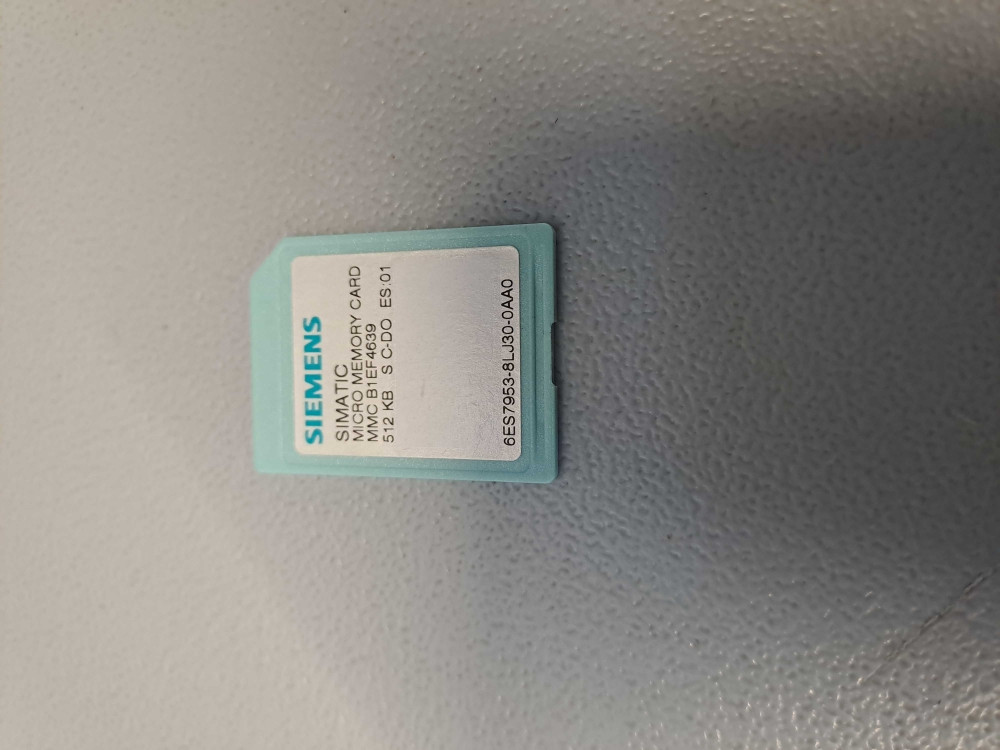 SIEMENS
SIMATIC
MICRO MEMORY CARD
MMC B1EF4639
512 KB S C-DO ES:01
6ES7953-8LJ30-0AA0